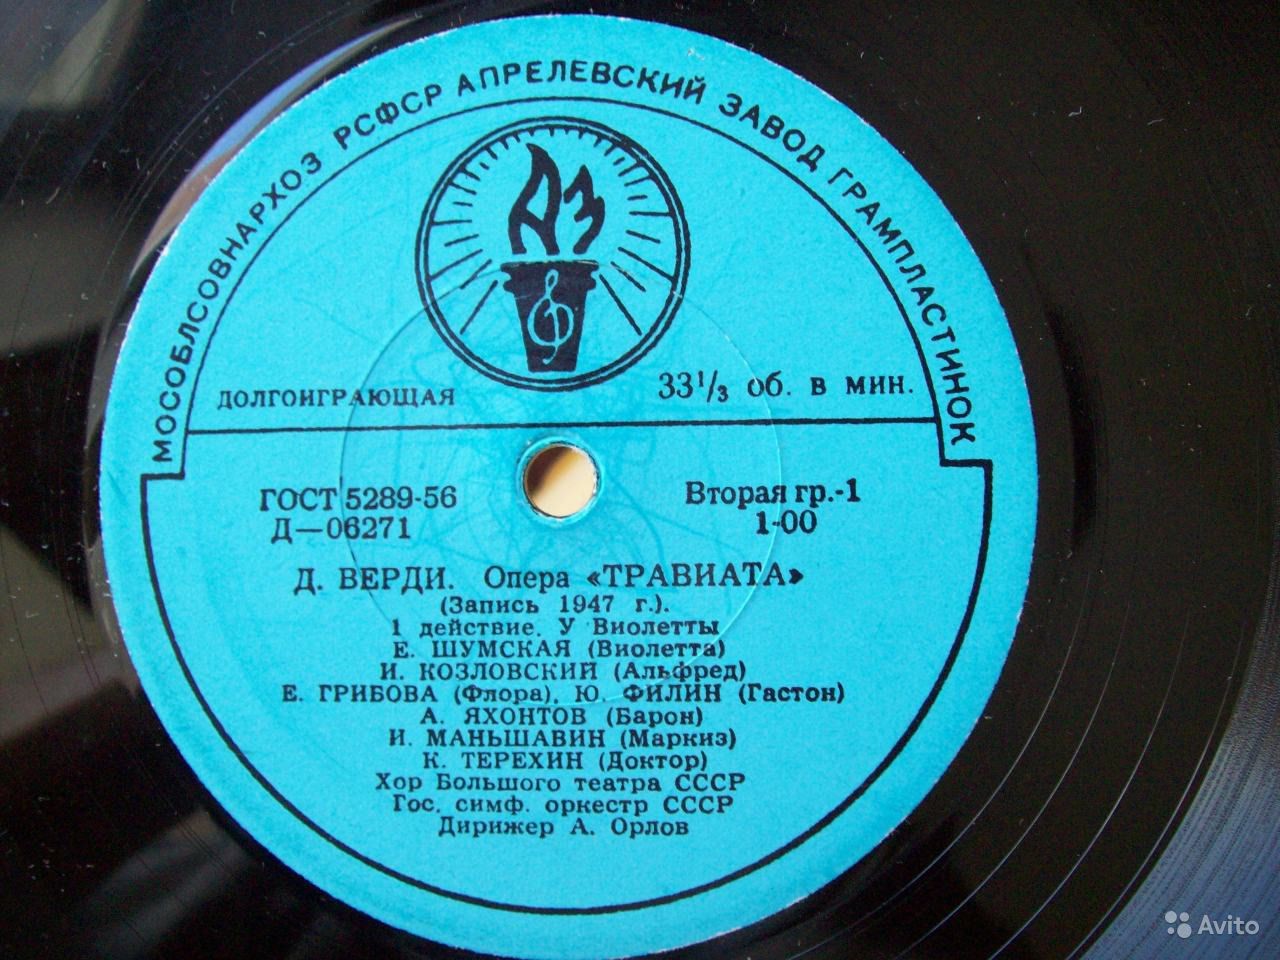 МОСОБЛСОВНАРХОЗ РСФСР АПРЕЛЕВСКИЙ ЗАВОД ГРАМПЛАСТИНОК
АЗ
ДОЛГОИГРАЮЩАЯ
33 1/3 об. в мин.
ГОСТ 5289-56
Д—06271
Вторая гр.-1
1-00
Д. ВЕРДИ. Опера «ТРАВИАТА»
(Запись 1947 г.).
1 действие. У Виолетты
Е. ШУМСКАЯ (Виолетта)
И. КОЗЛОВСКИЙ (Альфред)
Е. ГРИБОВА (Флора), Ю. ФИЛИН (Гастон)
А. ЯХОНТОВ (Барон)
И. МАНЬШАВИН (Маркиз)
К. ТЕРЕХИН (Доктор)
Хор Большого театра СССР
Гос. симф. оркестр СССР
Дирижер А. Орлов
Avito